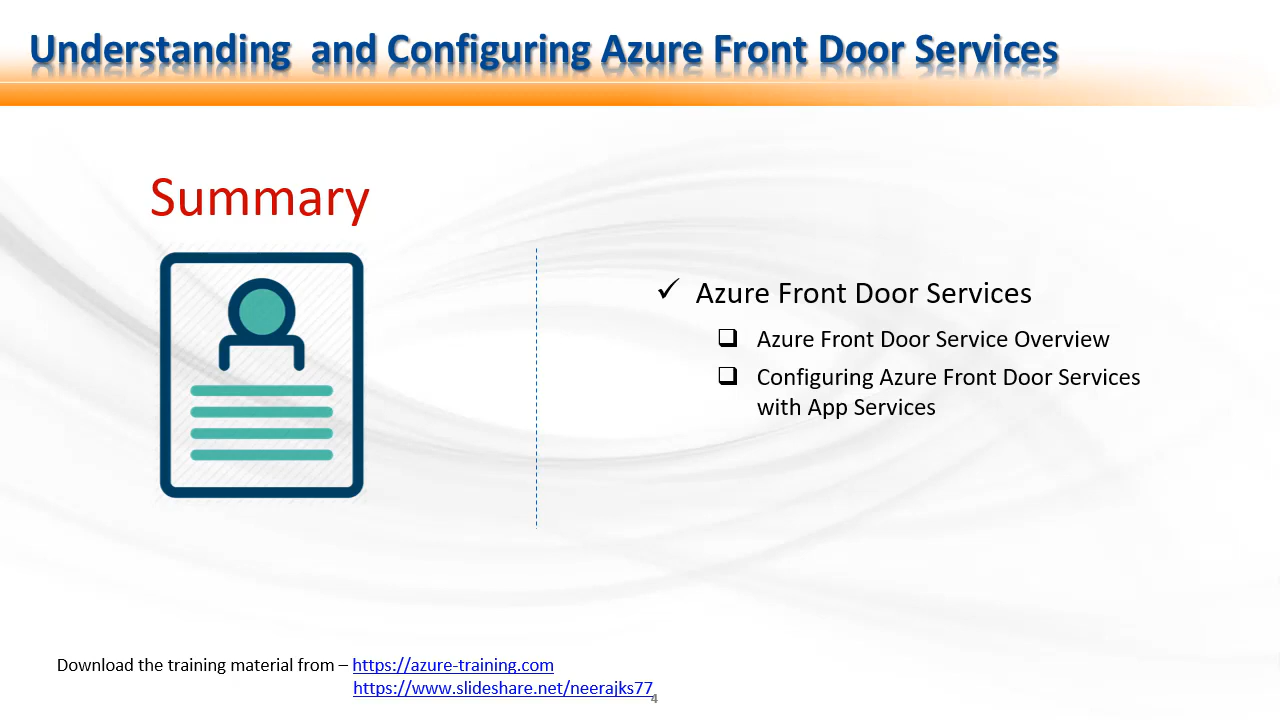 Understanding  and Configuring Azure Front Door Services
Summary
✓ Azure Front Door Services
❑ Azure Front Door Service Overview
❑ Configuring Azure Front Door Services
with App Services
Download the training material from – https://azure-training.com
https://www.slideshare.net/neerajks77
4